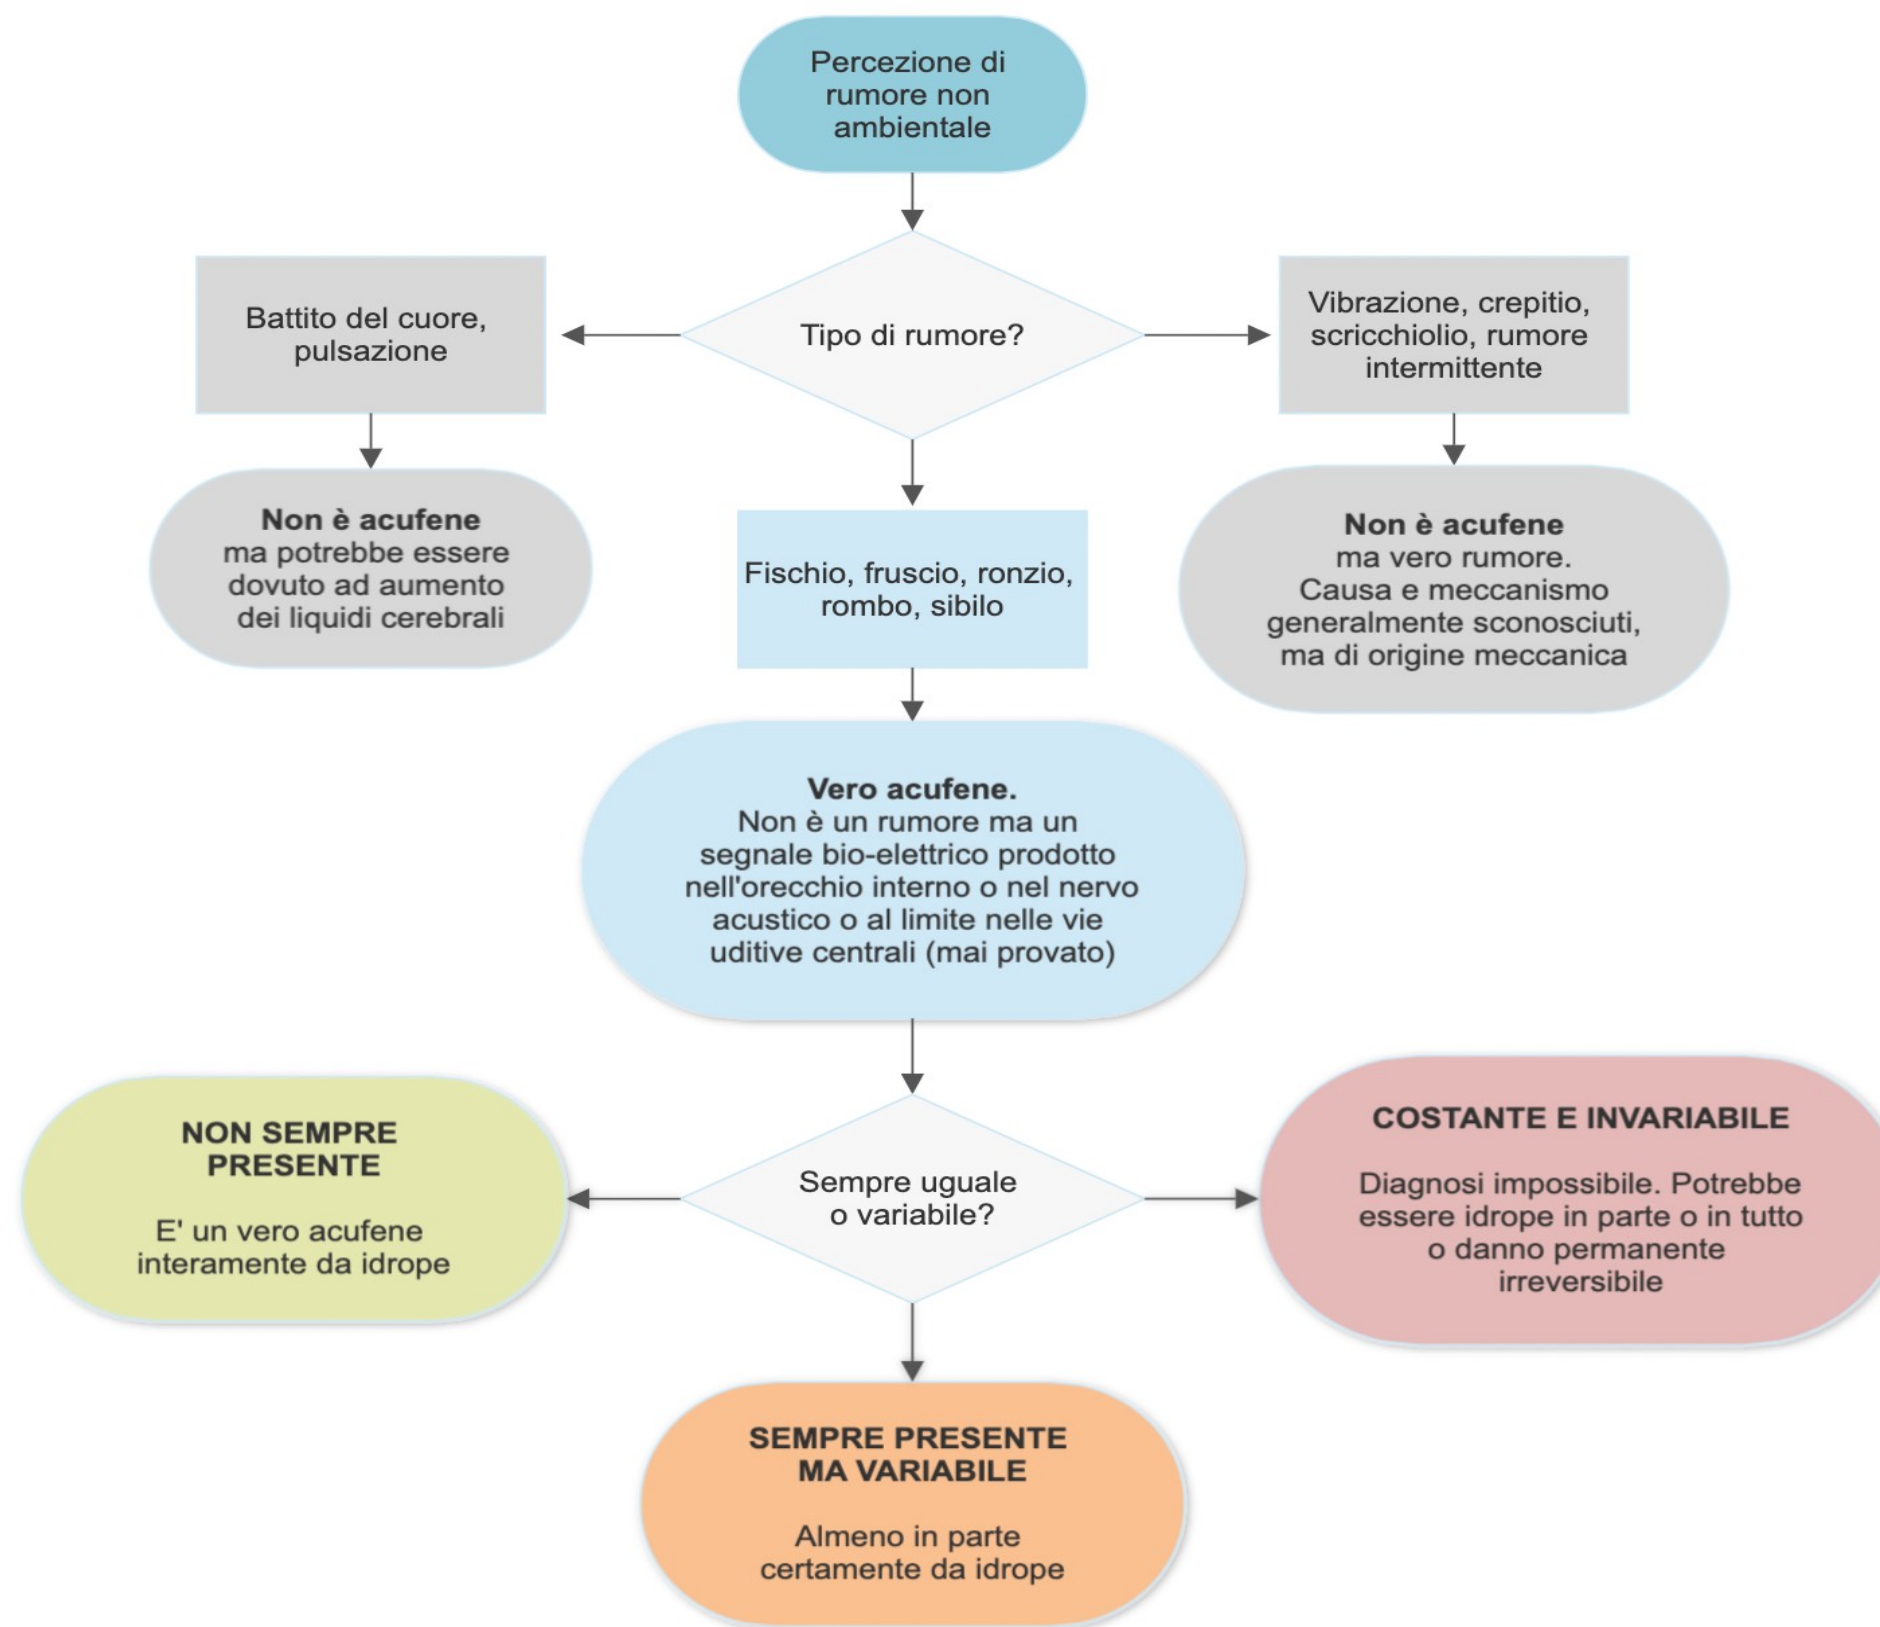 Percezione di
rumore non
ambientale
Battito del cuore,
pulsazione
Tipo di rumore?
Vibrazione, crepitio,
scricchiolio, rumore
intermittente
Non è acufene
ma potrebbe essere
dovuto ad aumento
dei liquidi cerebrali
Fischio, fruscio, ronzio,
rombo, sibilo
Non è acufene
ma vero rumore.
Causa e meccanismo
generalmente sconosciuti,
ma di origine meccanica
Vero acufene.
Non è un rumore ma un
segnale bio-elettrico prodotto
nell'orecchio interno o nel nervo
acustico o al limite nelle vie
uditive centrali (mai provato)
NON SEMPRE
PRESENTE
E' un vero acufene
interamente da idrope
Sempre uguale
o variabile?
COSTANTE E INVARIABILE
Diagnosi impossibile. Potrebbe
essere idrope in parte o in tutto
o danno permanente
irreversibile
SEMPRE PRESENTE
MA VARIABILE
Almeno in parte
certamente da idrope